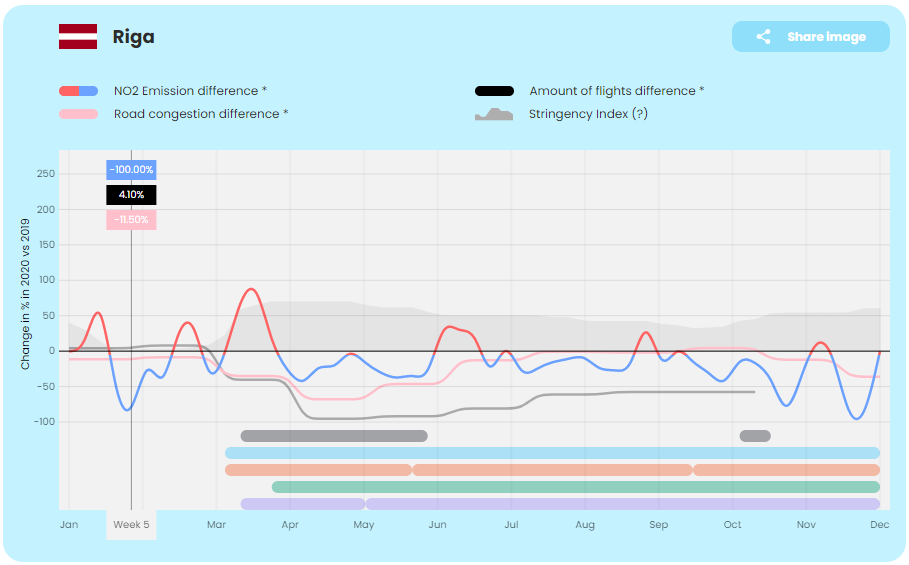 Riga
Share image
NO2 Emission difference *
Amount of flights difference *
Road congestion difference *
Stringency Index (?)
Change in % in 2020 vs 2019
250
200
150
100
50
0
-50
-100
-100.00%
4.10%
-11.50%
Jan
Week 5
Mar
Apr
May
Jun
Jul
Aug
Sep
Oct
Nov
Dec